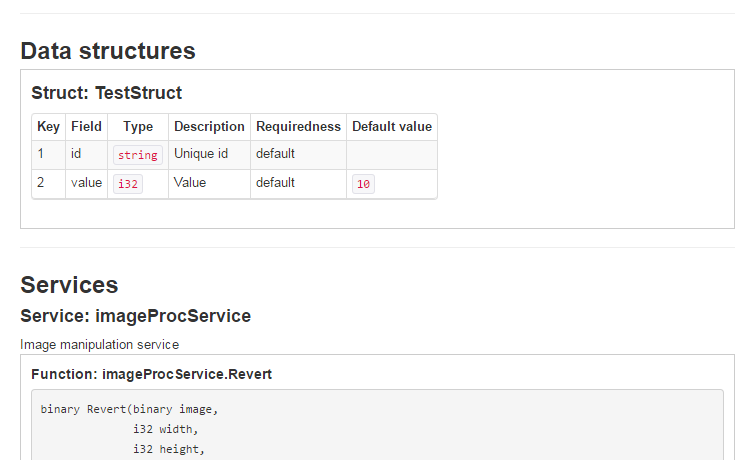 Data structures
Struct: TestStruct
Key Field Type Description Requiredness Default value
1 id string Unique id default
2 value i32 Value default 10
Services
Service: imageProcService
Image manipulation service
Function: imageProcService.Revert
binary Revert(binary image,
i32 width,
i32 height,